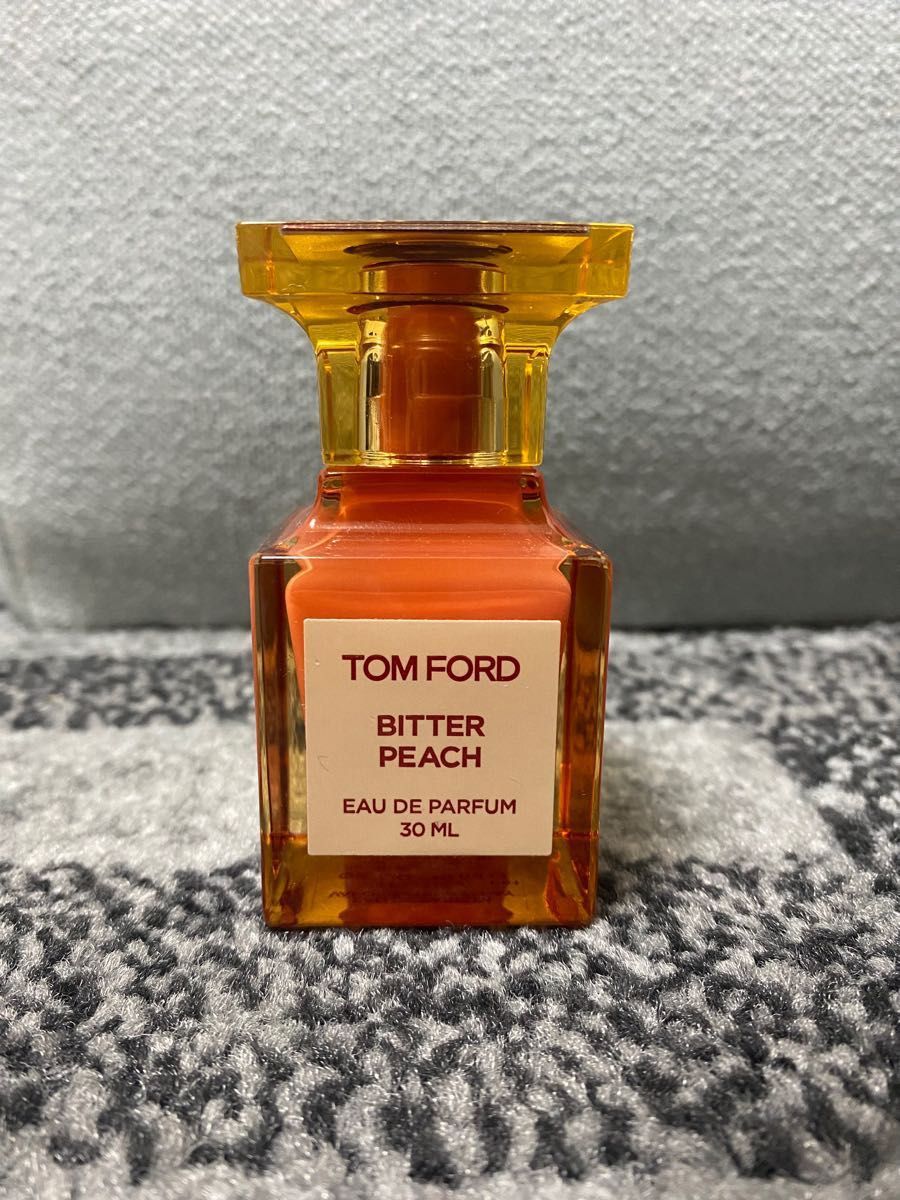 TOM FORD
BITTER
PEACH
EAU DE PARFUM
30 ML